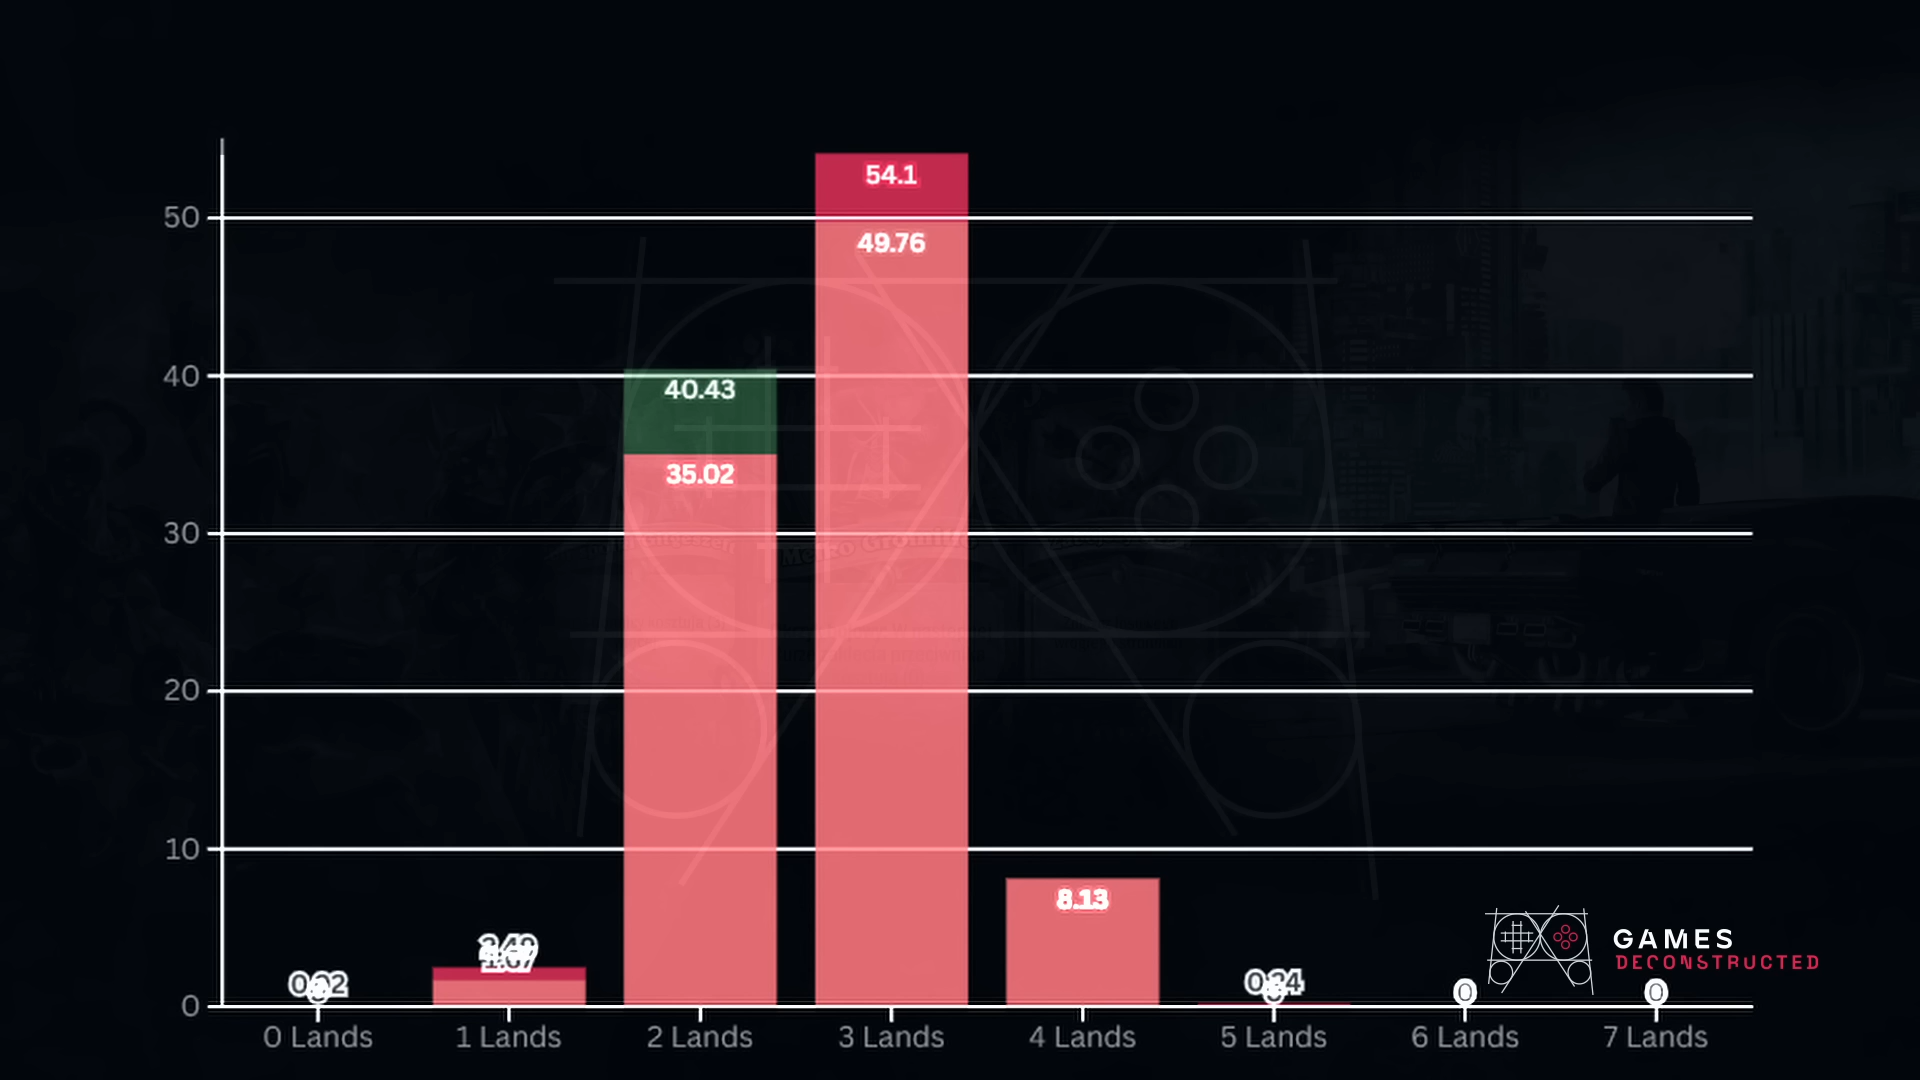 54.1
50
49.76
40
40.43
35.02
30
20
10
8.13
0
0
0
0 Lands
1 Lands
2 Lands
3 Lands
4 Lands
5 Lands
6 Lands
7 Lands
GAMES
DECONSTRUCTED